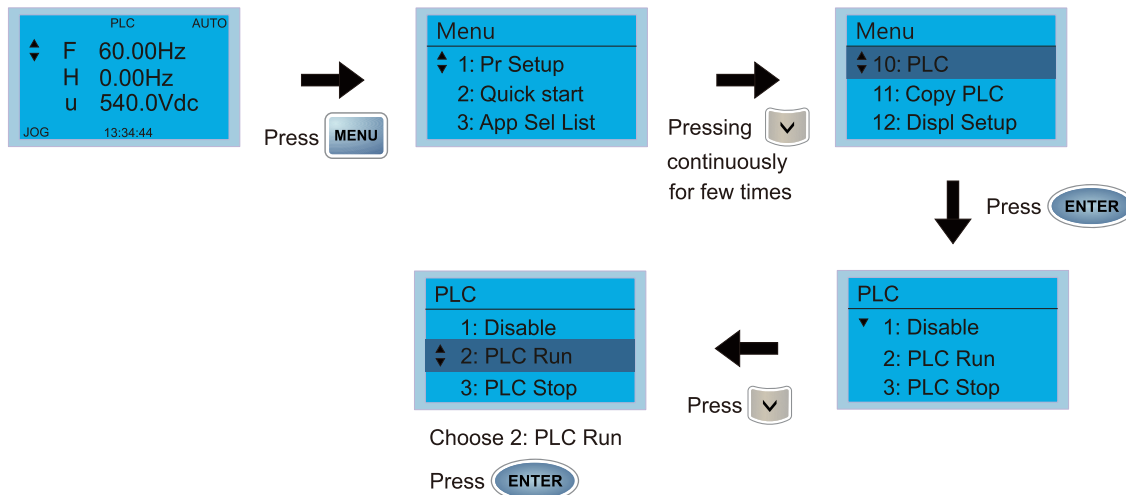 PLC AUTO
F 60.00Hz
H 0.00Hz
u 540.0Vdc
JOG 13:34:44
Press MENU
Menu
1: Pr Setup
2: Quick start
3: App Sel List
Pressing
continuously
for few times
Menu
10: PLC
11: Copy PLC
12: Displ Setup
Press ENTER
PLC
1: Disable
2: PLC Run
3: PLC Stop
Press
PLC
1: Disable
2: PLC Run
3: PLC Stop
Choose 2: PLC Run
Press ENTER